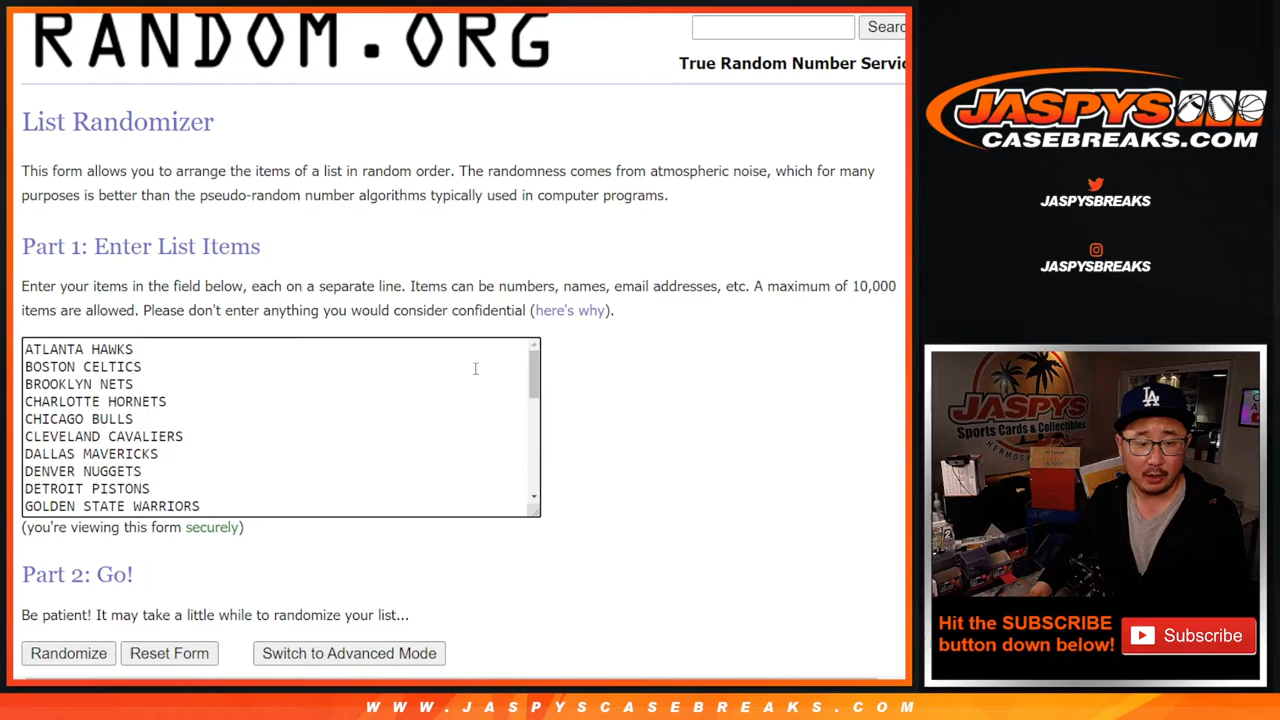 RANDOM.ORG
Searc
True Random Number Servic
List Randomizer
This form allows you to arrange the items of a list in random order. The randomness comes from atmospheric noise, which for many
purposes is better than the pseudo-random number algorithms typically used in computer programs.
Part 1: Enter List Items
Enter your items in the field below, each on a separate line. Items can be numbers, names, email addresses, etc. A maximum of 10,000
items are allowed. Please don't enter anything you would consider confidential (here's why).
ATLANTA HAWKS
BOSTON CELTICS
BROOKLYN NETS
CHARLOTTE HORNETS
CHICAGO BULLS
CLEVELAND CAVALIERS
DALLAS MAVERICKS
DENVER NUGGETS
DETROIT PISTONS
GOLDEN STATE WARRIORS
(you're viewing this form securely)
Part 2: Go!
Be patient! It may take a little while to randomize your list...
Randomize
Reset Form
Switch to Advanced Mode
JASPYS
CASEBREAKS.COM
JASPYSBREAKS
JASPYSBREAKS
JASPYS
Sports Cards & Collectibles
LA
Hit the SUBSCRIBE
button down below!
Subscribe
WWW.JASPYSCASEBREAKS.COM